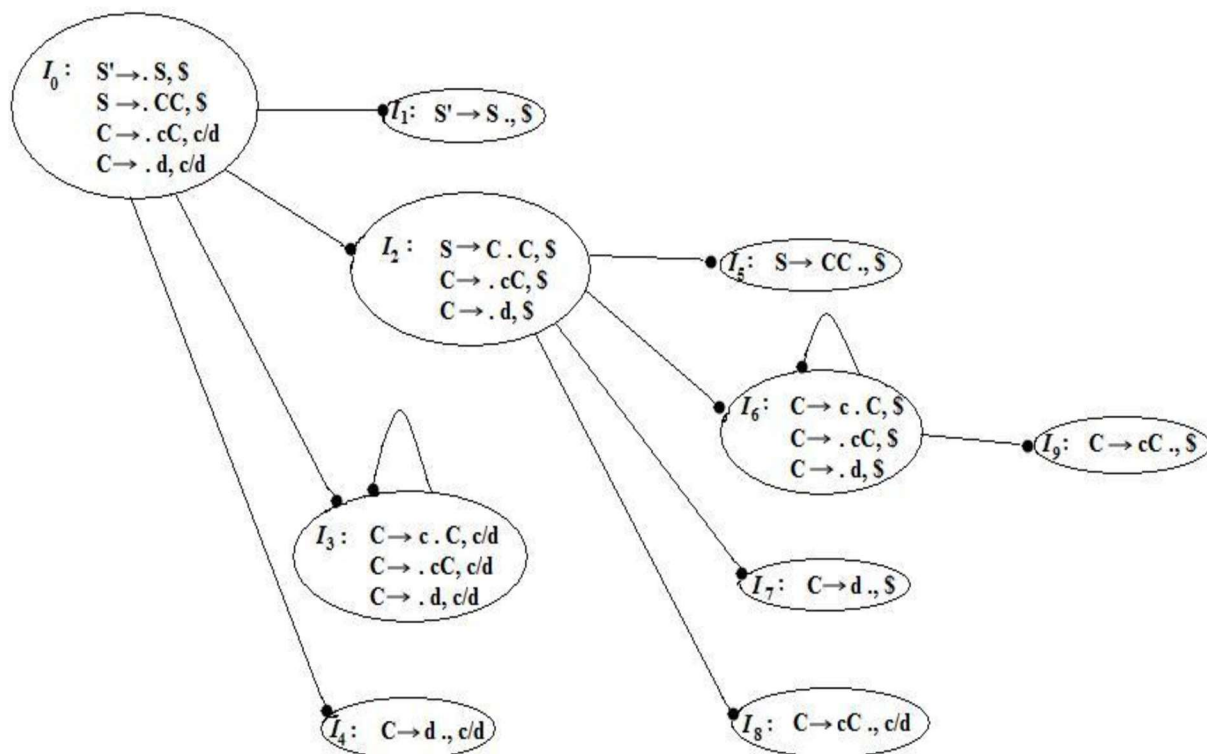 I₀: S'→. S, $
S→. CC, $
C→. cC, c/d
C→. d, c/d
I₁: S'→ S ., $
I₂: S→ C . C, $
C→. cC, $
C→. d, $
I₅: S→ CC ., $
I₆: C→ c . C, $
C→. cC, $
C→. d, $
I₉: C→ cC ., $
I₃: C→ c . C, c/d
C→. cC, c/d
C→. d, c/d
I₇: C→d ., $
I₄: C→d ., c/d
I₈: C→cC ., c/d